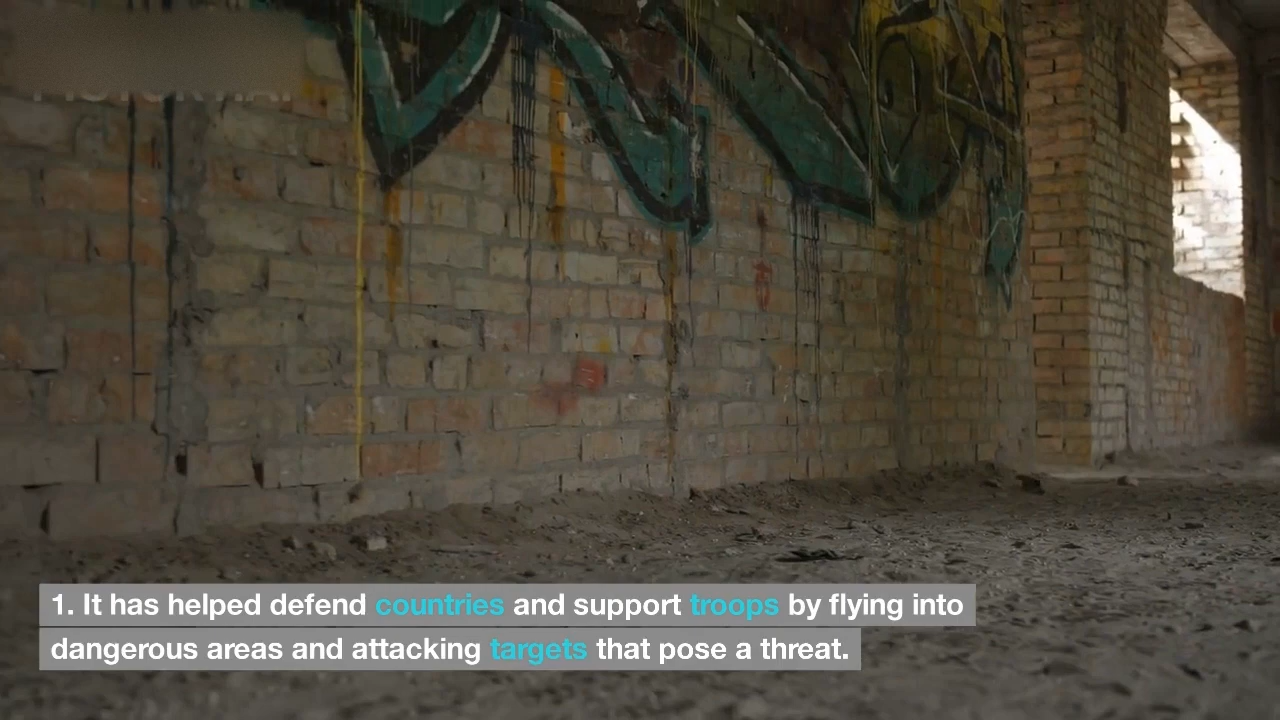 1. It has helped defend countries and support troops by flying into
dangerous areas and attacking targets that pose a threat.